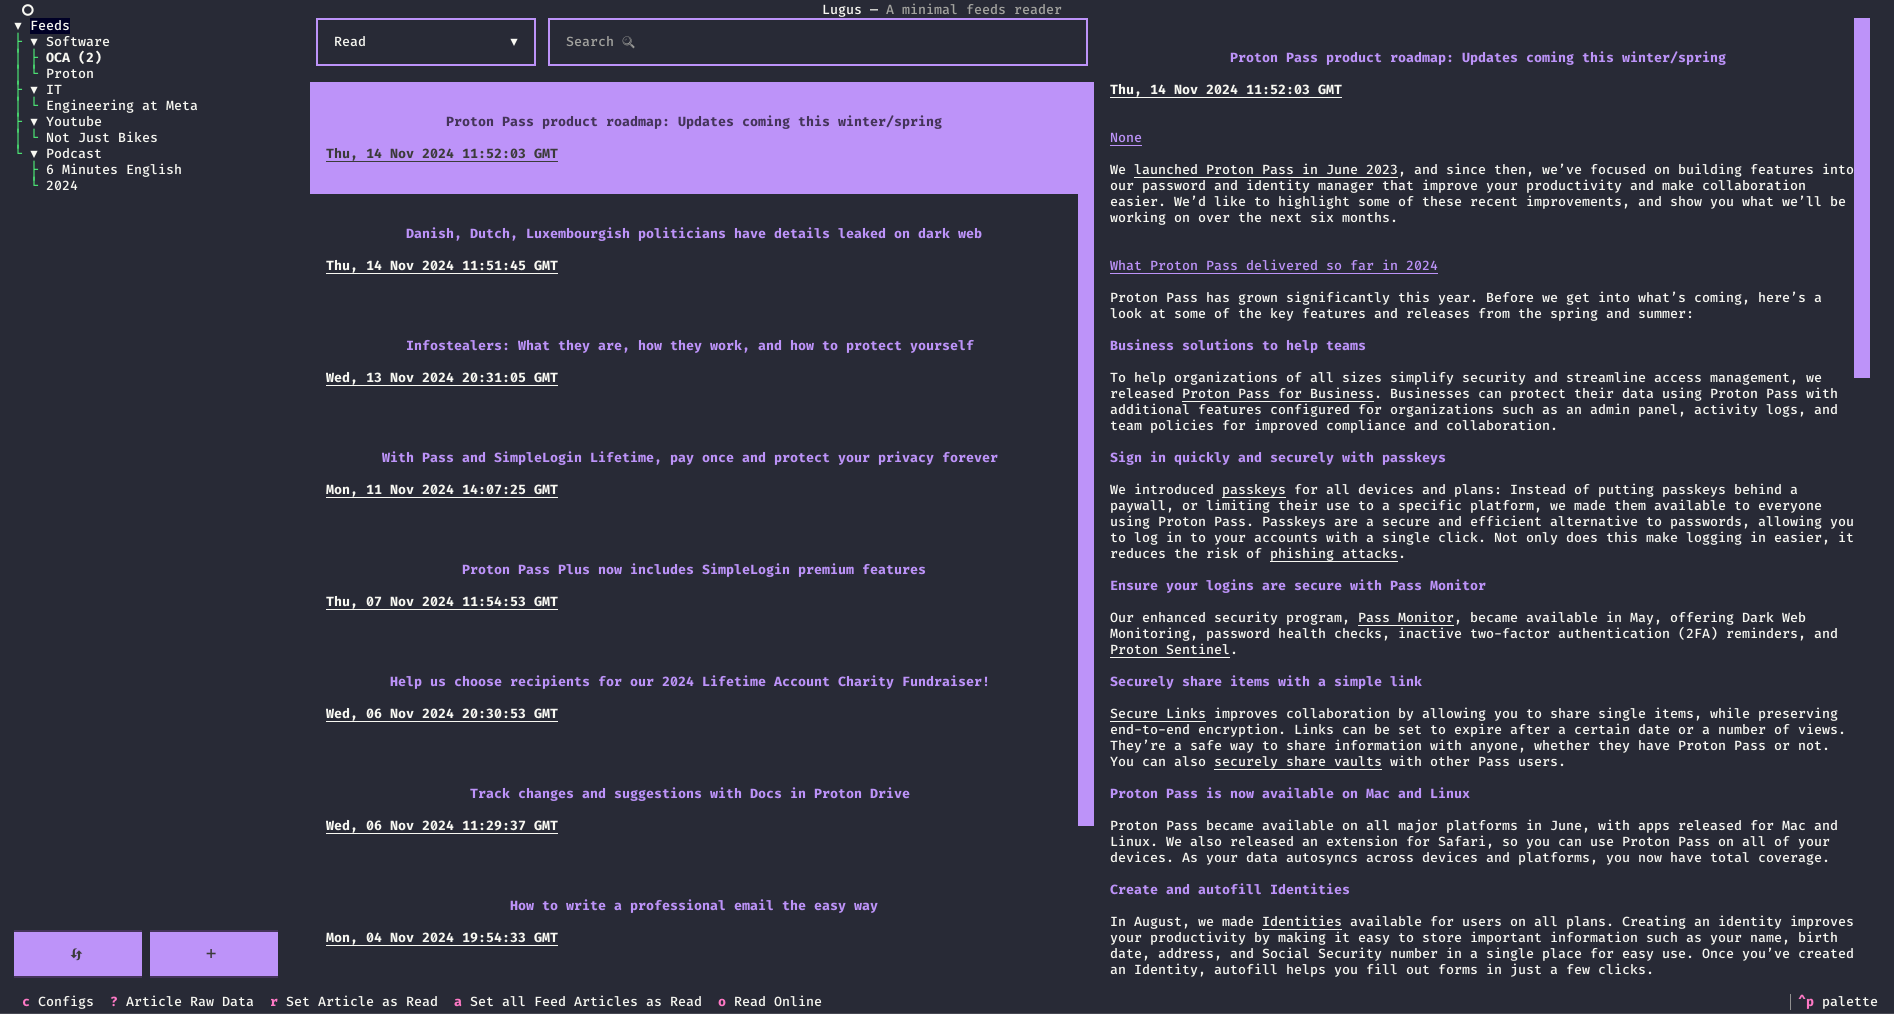 Lugus — A minimal feeds reader
▼ Feeds
▼ Software
OCA (2)
Proton
▼ IT
Engineering at Meta
▼ Youtube
Not Just Bikes
▼ Podcast
6 Minutes English
2024
+
Read ▼
Search
Proton Pass product roadmap: Updates coming this winter/spring
Thu, 14 Nov 2024 11:52:03 GMT
Danish, Dutch, Luxembourgish politicians have details leaked on dark web
Thu, 14 Nov 2024 11:51:45 GMT
Infostealers: What they are, how they work, and how to protect yourself
Wed, 13 Nov 2024 20:31:05 GMT
With Pass and SimpleLogin Lifetime, pay once and protect your privacy forever
Mon, 11 Nov 2024 14:07:25 GMT
Proton Pass Plus now includes SimpleLogin premium features
Thu, 07 Nov 2024 11:54:53 GMT
Help us choose recipients for our 2024 Lifetime Account Charity Fundraiser!
Wed, 06 Nov 2024 20:30:53 GMT
Track changes and suggestions with Docs in Proton Drive
Wed, 06 Nov 2024 11:29:37 GMT
How to write a professional email the easy way
Mon, 04 Nov 2024 19:54:33 GMT
Proton Pass product roadmap: Updates coming this winter/spring
Thu, 14 Nov 2024 11:52:03 GMT
None
We launched Proton Pass in June 2023, and since then, we’ve focused on building features into
our password and identity manager that improve your productivity and make collaboration
easier. We’d like to highlight some of these recent improvements, and show you what we’ll be
working on over the next six months.
What Proton Pass delivered so far in 2024
Proton Pass has grown significantly this year. Before we get into what’s coming, here’s a
look at some of the key features and releases from the spring and summer:
Business solutions to help teams
To help organizations of all sizes simplify security and streamline access management, we
released Proton Pass for Business. Businesses can protect their data using Proton Pass with
additional features configured for organizations such as an admin panel, activity logs, and
team policies for improved compliance and collaboration.
Sign in quickly and securely with passkeys
We introduced passkeys for all devices and plans: Instead of putting passkeys behind a
paywall, or limiting their use to a specific platform, we made them available to everyone
using Proton Pass. Passkeys are a secure and efficient alternative to passwords, allowing you
to log in to your accounts with a single click. Not only does this make logging in easier, it
reduces the risk of phishing attacks.
Ensure your logins are secure with Pass Monitor
Our enhanced security program, Pass Monitor, became available in May, offering Dark Web
Monitoring, password health checks, inactive two-factor authentication (2FA) reminders, and
Proton Sentinel.
Securely share items with a simple link
Secure Links improves collaboration by allowing you to share single items, while preserving
end-to-end encryption. Links can be set to expire after a certain date or a number of views.
They’re a safe way to share information with anyone, whether they have Proton Pass or not.
You can also securely share vaults with other Pass users.
Proton Pass is now available on Mac and Linux
Proton Pass became available on all major platforms in June, with apps released for Mac and
Linux. We also released an extension for Safari, so you can use Proton Pass on all of your
devices. As your data autosyncs across devices and platforms, you now have total coverage.
Create and autofill Identities
In August, we made Identities available for users on all plans. Creating an identity improves
your productivity by making it easy to store important information such as your name, birth
date, address, and Social Security number in a single place for easy use. Once you’ve created
an Identity, autofill helps you fill out forms in just a few clicks.
c Configs ? Article Raw Data r Set Article as Read a Set all Feed Articles as Read o Read Online
^p palette